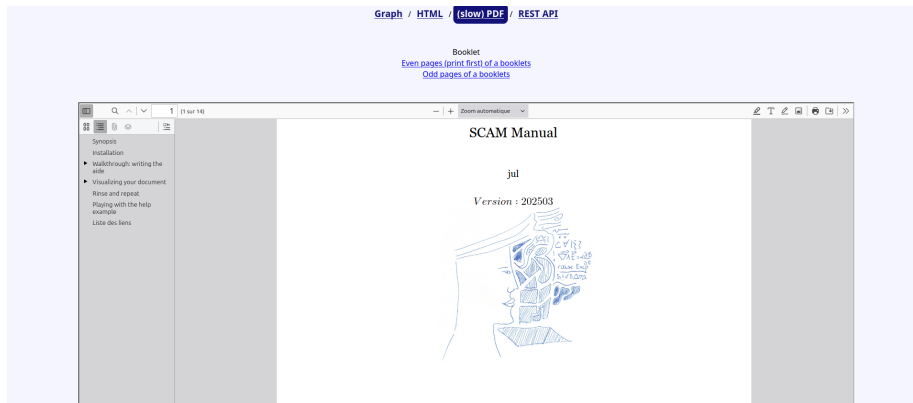 Graph / HTML / (slow) PDF / REST API
Booklet
Even pages (print first) of a booklets
Odd pages of a booklets
1 (1 sur 14)
Zoom automatique
Synopsis
Installation
Walkthrough: writing the
aide
Visualizing your document
Rinse and repeat
Playing with the help
example
Liste des liens
SCAM Manual
jul
Version : 202503